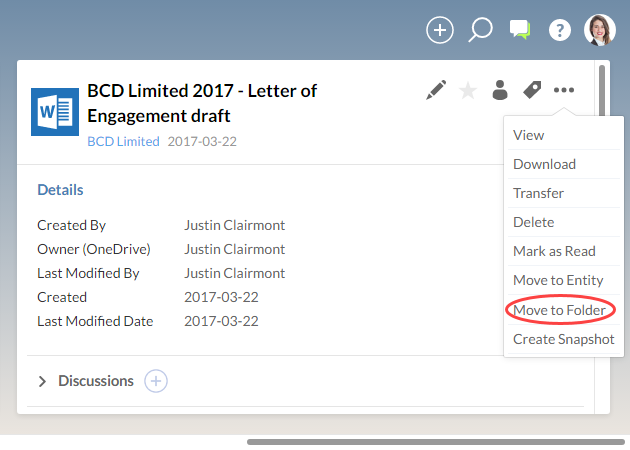 ?
W
BCD Limited 2017 - Letter of
Engagement draft
BCD Limited 2017-03-22
View
Download
Transfer
Delete
Mark as Read
Move to Entity
Move to Folder
Create Snapshot
Details
Created By Justin Clairmont
Owner (OneDrive) Justin Clairmont
Last Modified By Justin Clairmont
Created 2017-03-22
Last Modified Date 2017-03-22
Discussions